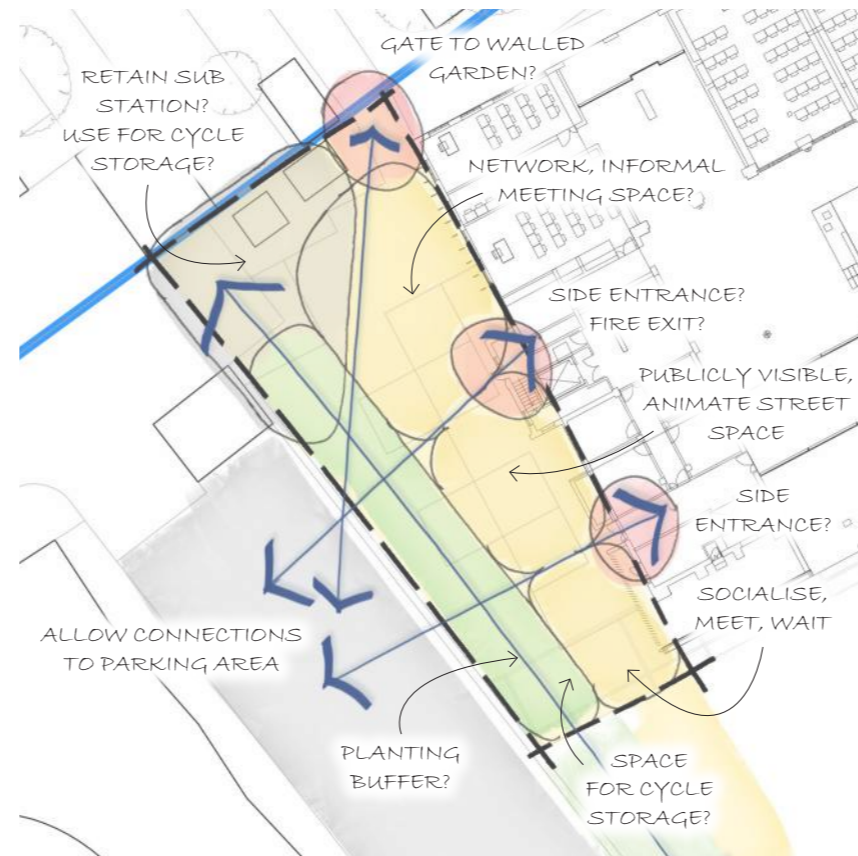 GATE TO WALLED
GARDEN?
RETAIN SUB
STATION?
USE FOR CYCLE
STORAGE?
NETWORK, INFORMAL
MEETING SPACE?
SIDE ENTRANCE?
FIRE EXIT?
PUBLICLY VISIBLE,
ANIMATE STREET
SPACE
SIDE
ENTRANCE?
SOCIALISE,
MEET, WAIT
ALLOW CONNECTIONS
TO PARKING AREA
PLANTING
BUFFER?
SPACE
FOR CYCLE
STORAGE?